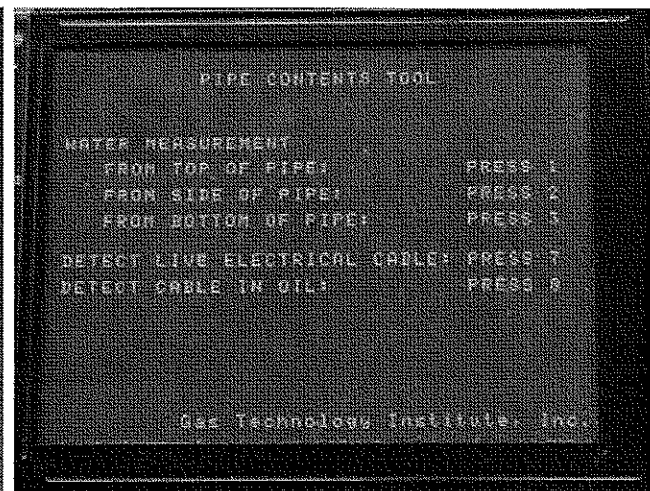 PIPE CONTENTS TOOL
WATER MEASUREMENT
FROM TOP OF PIPE: PRESS 1
FROM SIDE OF PIPE: PRESS 2
FROM BOTTOM OF PIPE: PRESS 3
DETECT LIVE ELECTRICAL CABLE: PRESS 7
DETECT CABLE IN OIL: PRESS 8
Gas Technology Institute, Inc.